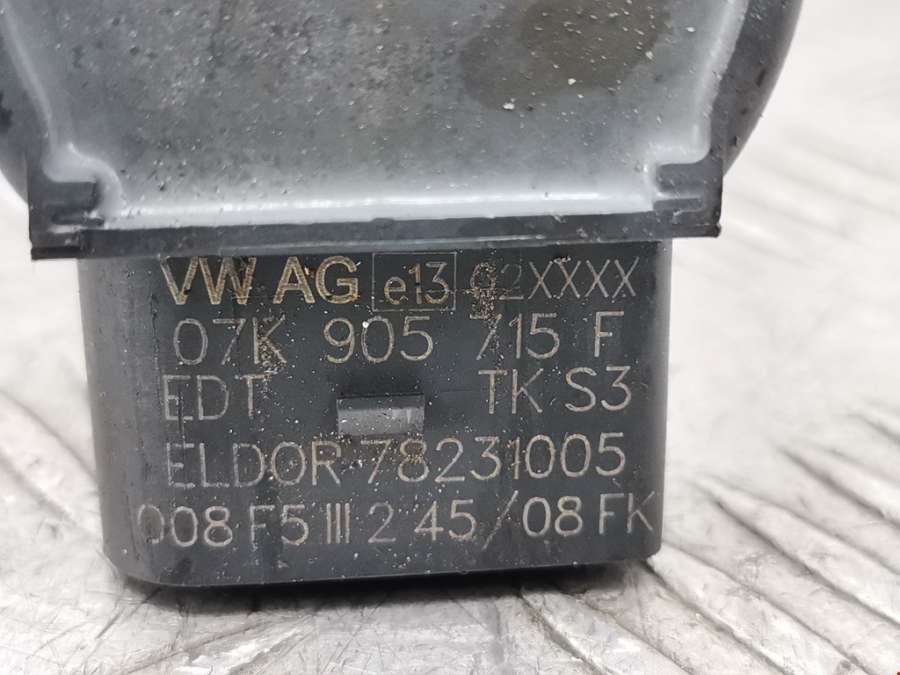 VW AG e13 02XXXX
07K 905 715 F
EDT TK S3
ELDOR 78231005
008 F5 III 2 45/08 FK